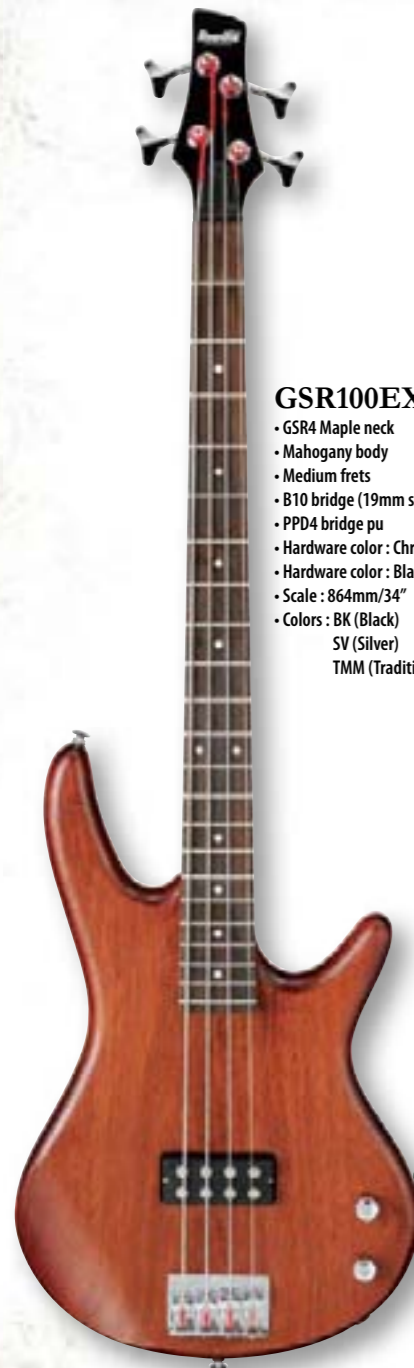 GSR100EX
• GSR4 Maple neck
• Mahogany body
• Medium frets
• B10 bridge (19mm s
• PPD4 bridge pu
• Hardware color : Chr
• Hardware color : Bla
• Scale : 864mm/34”
• Colors : BK (Black)
SV (Silver)
TMM (Traditi